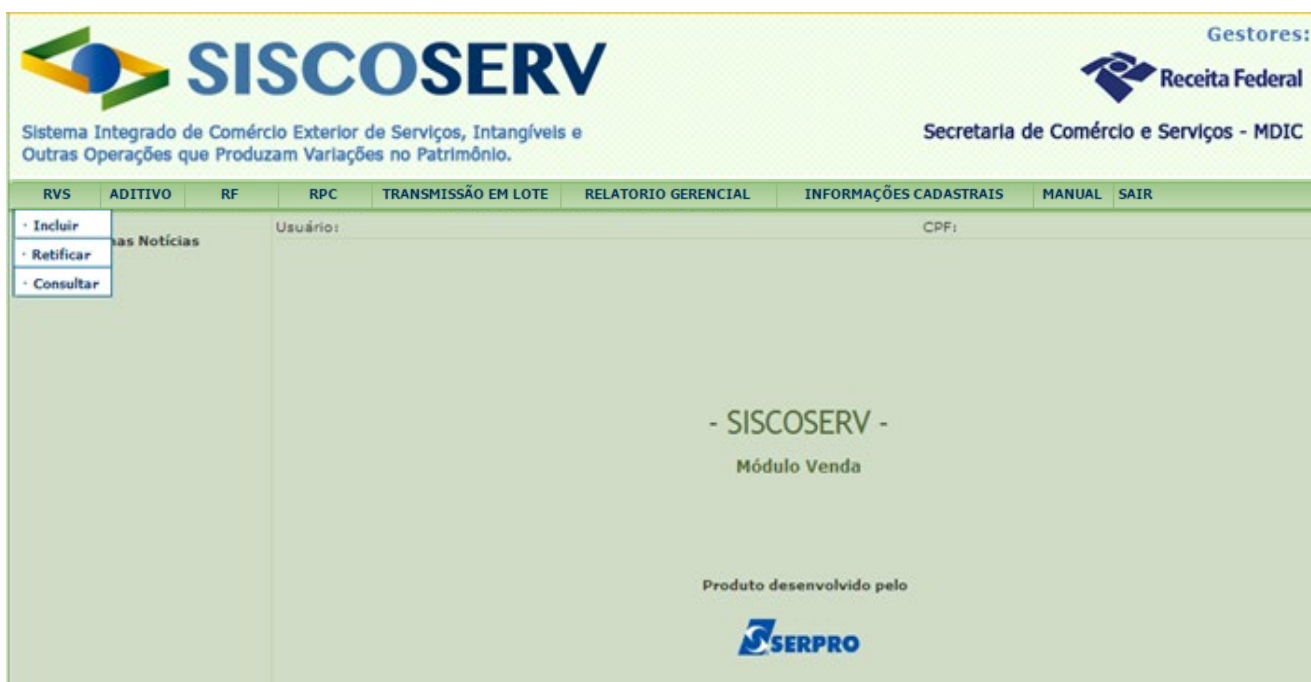 SISCOSERV
Gestores:
Receita Federal
Sistema Integrado de Comércio Exterior de Serviços, Intangíveis e
Outras Operações que Produzam Variações no Patrimônio.
Secretaria de Comércio e Serviços - MDIC
RVS ADITIVO RF RPC TRANSMISSÃO EM LOTE RELATORIO GERENCIAL INFORMAÇÕES CADASTRAIS MANUAL SAIR
· Incluir
· Retificar
· Consultar
Notícias
Usuário: CPF:
- SISCOSERV -
Módulo Venda
Produto desenvolvido pelo
SERPRO